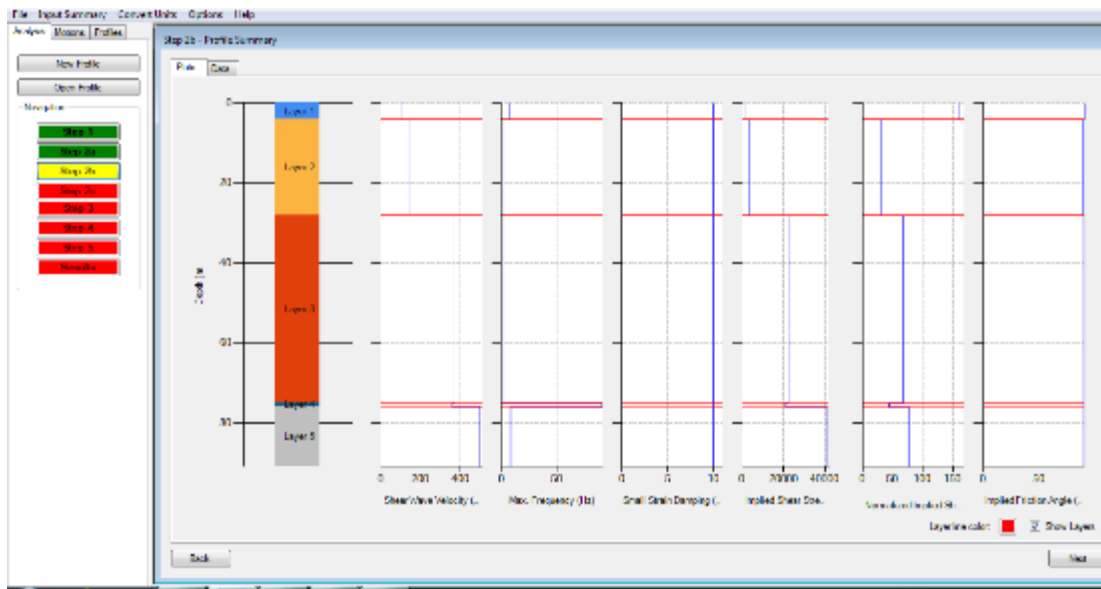 File Input Summary Convert Units Options Help
Analysis Motions Profiles
Step 2b - Profile Summary
New Profile
Open Profile
Navigation
Step 1
Step 2a
Step 2b
Step 2c
Step 3
Step 4
Step 5
Results
Plots Data
0
20
40
60
80
Layer 1
Layer 2
Layer 3
Layer 4
Layer 5
0 200 400
0 50
0 5 10
0 20000 40000
0 50 100 150
0 50
Shear Wave Velocity (..
Max. Frequency (Hz)
Small Strain Damping (..
Implied Shear Stre..
Normalized Implied Sh..
Implied Friction Angle (..
Layer line color: Show Layers
Back
Next